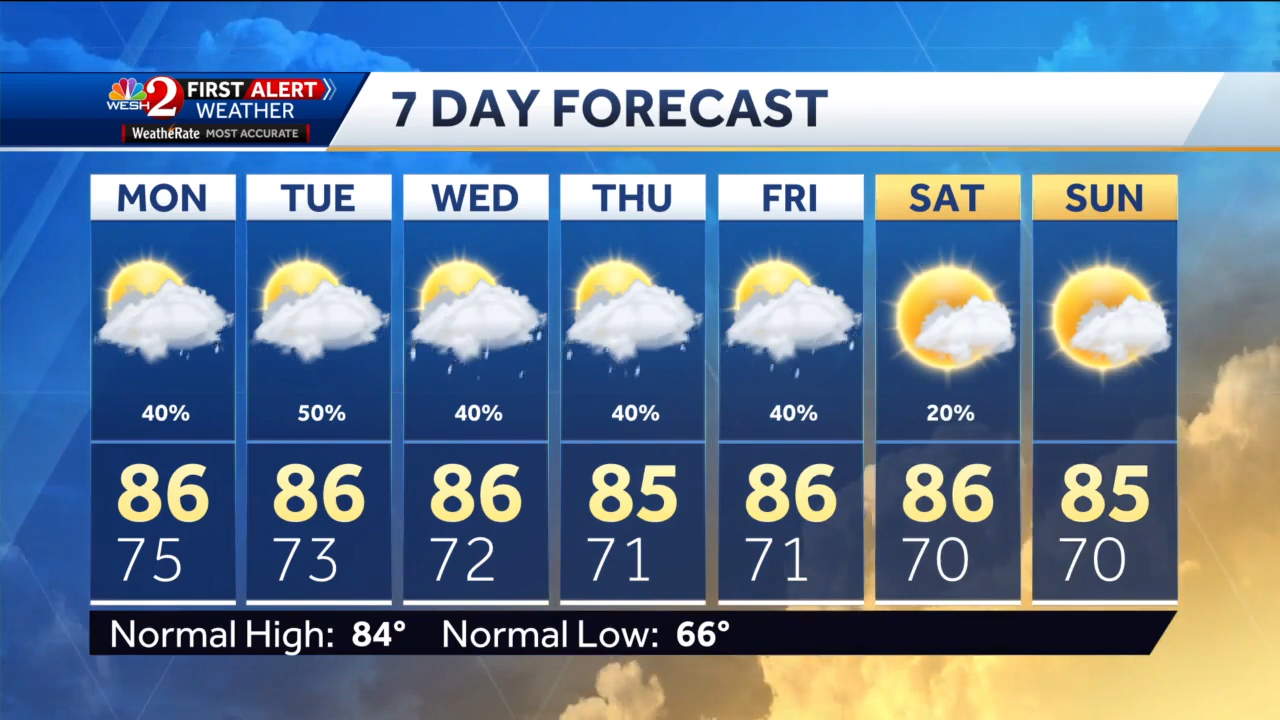 WESH 2 FIRST ALERT
WEATHER
WeatheRate MOST ACCURATE
7 DAY FORECAST
MON TUE WED THU FRI SAT SUN
40% 50% 40% 40% 40% 20%
86 86 86 85 86 86 85
75 73 72 71 71 70 70
Normal High: 84° Normal Low: 66°